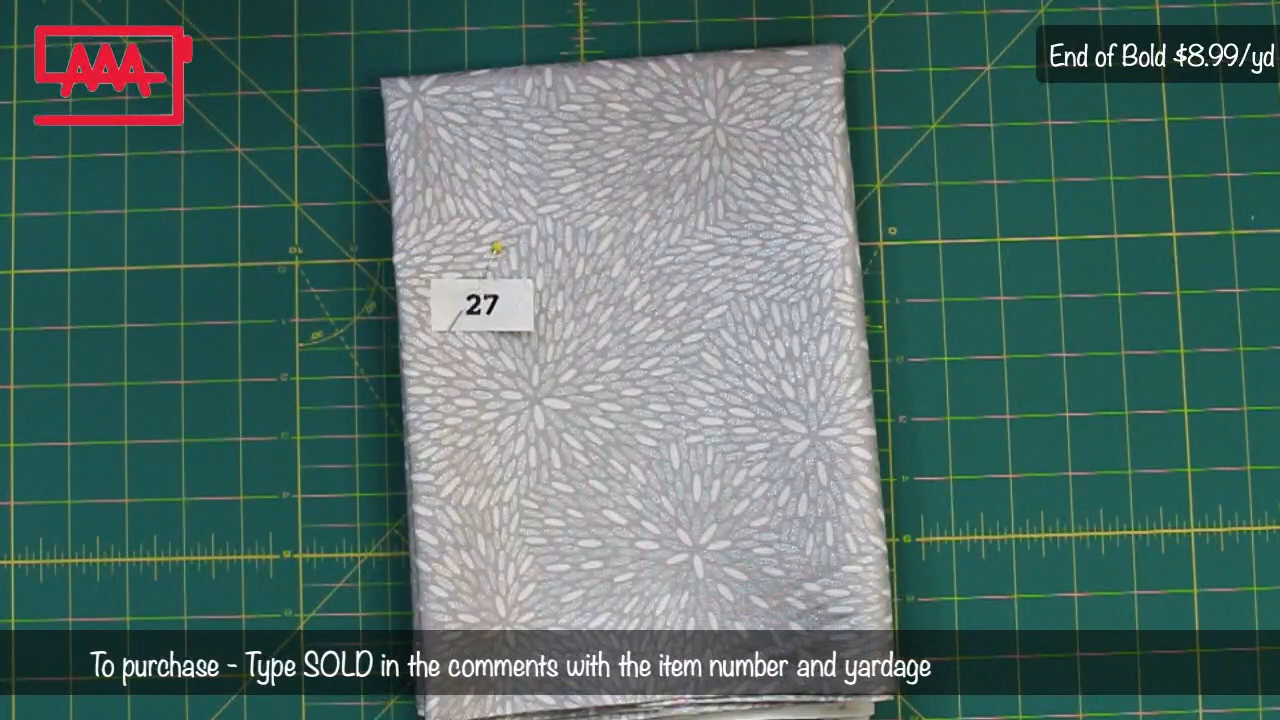 End of Bold $8.99/yd
27
To purchase - Type SOLD in the comments with the item number and yardage